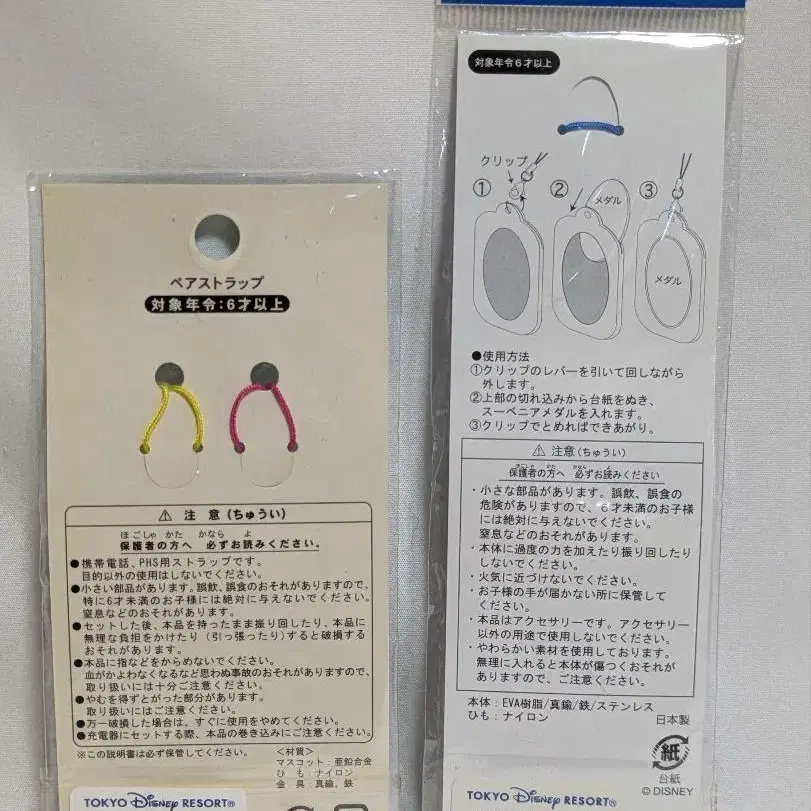 ペアストラップ
対象年令:6才以上
⚠ 注意(ちゅうい)
ほごしゃ かた かなら よ
保護者の方へ 必ずお読みください。
●携帯電話、PHS用ストラップです。
目的以外の使用はしないでください。
●小さい部品があります。誤飲、誤食のおそれがありますので、
特に6才未満のお子様には絶対に与えないでください。
窒息などのおそれがあります。
●セットした後、本品を持ったまま振り回したり、本品に
無理な負担をかけたり(引っ張ったり)すると破損する
おそれがあります。
●本品に指などをからめないでください。
血がかよわなくなるなど思わぬ事故のおそれがありますので、
取り扱いには十分ご注意ください。
●やむを得ずとがった部分があります。
取り扱いにはご注意ください。
●万一破損した場合は、すぐに使用をやめてください。
●充電器にセットする際、本品の巻き込みにご注意ください。
※この説明書は必ず保管してください。
<材質>
マスコット:亜鉛合金
ひも:ナイロン
金具:真鍮、鉄
TOKYO Disney RESORT®
対象年令6才以上
クリップ
① ② ③
メダル
メダル
●使用方法
①クリップのレバーを引いて回しながら
外します。
②上部の切れ込みから台紙をぬき、
スーベニアメダルを入れます。
③クリップでとめればできあがり。
⚠ 注意(ちゅうい)
ほごしゃ かた かなら よ
保護者の方へ 必ずお読みください
・小さな部品があります。誤飲、誤食の
危険がありますので、6才未満のお子様
には絶対に与えないでください。
窒息などのおそれがあります。
・本体に過度の力を加えたり振り回したり
しないでください。
・火気に近づけないでください。
・お子様の手が届かない所に保管して
ください。
・本品はアクセサリーです。アクセサリー
以外の用途で使用しないでください。
・やわらかい素材を使用しております。
無理に入れると本体が傷つくおそれが
ありますので、ご注意ください。
本体:EVA樹脂/真鍮/鉄/ステンレス
ひも:ナイロン
日本製
紙
台紙
© DISNEY
TOKYO Disney RESORT®